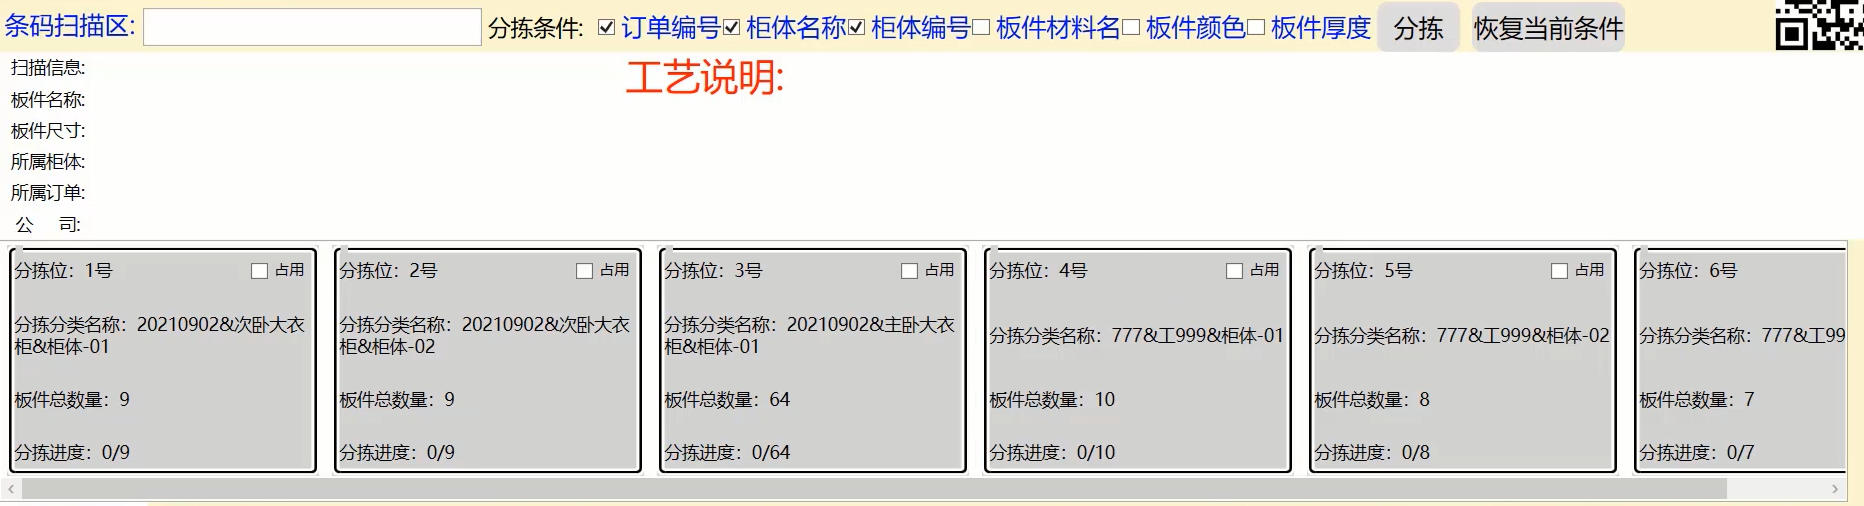 条码扫描区: 分拣条件: 订单编号 柜体名称 柜体编号 板件材料名 板件颜色 板件厚度 分拣 恢复当前条件
扫描信息:
工艺说明:
板件名称:
板件尺寸:
所属柜体:
所属订单:
公 司:
分拣位：1号 占用
分拣分类名称：20210902&次卧大衣
柜&柜体-01
板件总数量：9
分拣进度：0/9
分拣位：2号 占用
分拣分类名称：20210902&次卧大衣
柜&柜体-02
板件总数量：9
分拣进度：0/9
分拣位：3号 占用
分拣分类名称：20210902&主卧大衣
柜&柜体-01
板件总数量：64
分拣进度：0/64
分拣位：4号 占用
分拣分类名称：777&工999&柜体-01
板件总数量：10
分拣进度：0/10
分拣位：5号 占用
分拣分类名称：777&工999&柜体-02
板件总数量：8
分拣进度：0/8
分拣位：6号
分拣分类名称：777&工99
板件总数量：7
分拣进度：0/7